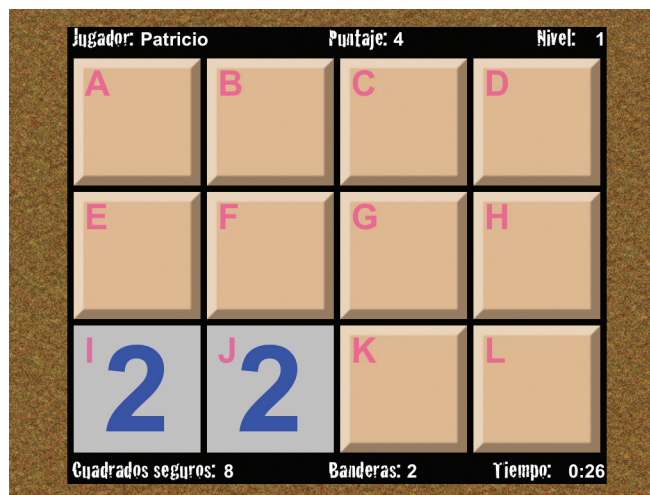 Jugador: Patricio Puntaje: 4 Nivel: 1
A B C D
E F G H
I 2 J 2 K L
Cuadrados seguros: 8 Banderas: 2 Tiempo: 0:26